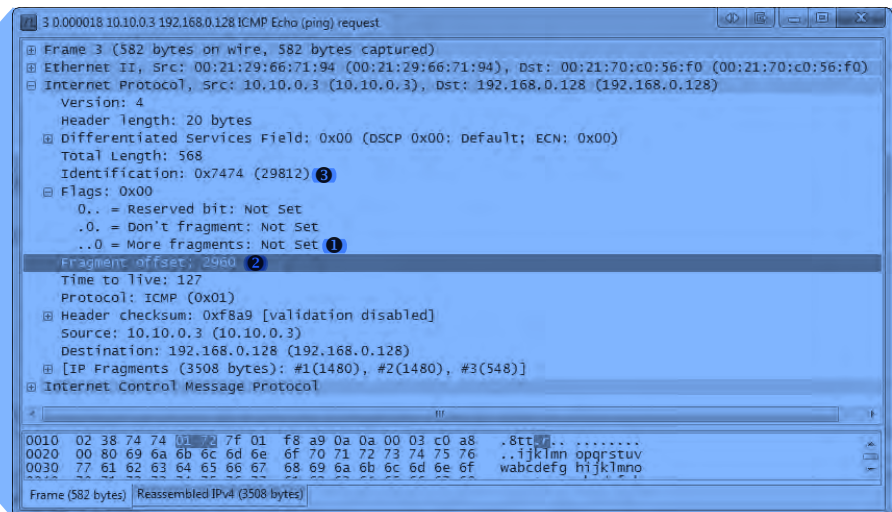 3 0.000018 10.10.0.3 192.168.0.128 ICMP Echo (ping) request
Frame 3 (582 bytes on wire, 582 bytes captured)
Ethernet II, Src: 00:21:29:66:71:94 (00:21:29:66:71:94), Dst: 00:21:70:c0:56:f0 (00:21:70:c0:56:f0)
Internet Protocol, Src: 10.10.0.3 (10.10.0.3), Dst: 192.168.0.128 (192.168.0.128)
Version: 4
Header length: 20 bytes
Differentiated Services Field: 0x00 (DSCP 0x00: Default; ECN: 0x00)
Total Length: 568
Identification: 0x7474 (29812) ❸
Flags: 0x00
0.. = Reserved bit: Not Set
.0. = Don't fragment: Not Set
..0 = More fragments: Not Set ❶
Fragment offset: 2960 ❷
Time to live: 127
Protocol: ICMP (0x01)
Header checksum: 0xf8a9 [validation disabled]
Source: 10.10.0.3 (10.10.0.3)
Destination: 192.168.0.128 (192.168.0.128)
[IP Fragments (3508 bytes): #1(1480), #2(1480), #3(548)]
Internet Control Message Protocol
0010 02 38 74 74 01 72 7f 01 f8 a9 0a 0a 00 03 c0 a8 .8tt.r.. ........
0020 00 80 69 6a 6b 6c 6d 6e 6f 70 71 72 73 74 75 76 ..ijklmn opqrstuv
0030 77 61 62 63 64 65 66 67 68 69 6a 6b 6c 6d 6e 6f wabcdefg hijklmno
Frame (582 bytes) Reassembled IPv4 (3508 bytes)